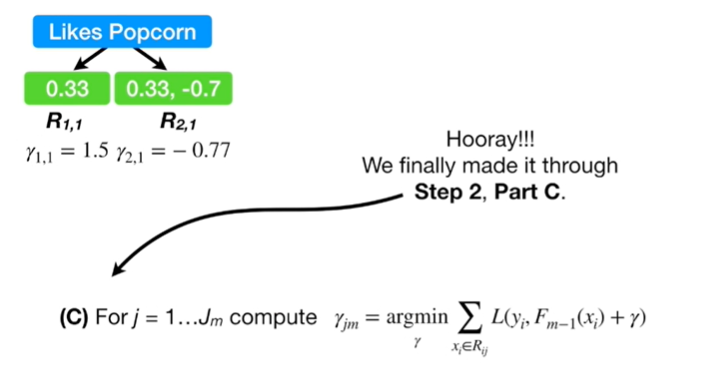 Likes Popcorn
0.33 0.33, -0.7
R1,1 R2,1
γ1,1 = 1.5 γ2,1 = − 0.77
Hooray!!!
We finally made it through
Step 2, Part C.
(C) For j = 1…Jm compute γjm = argmin ∑ L(yi, Fm−1(xi) + γ)
γ xi∈Rij